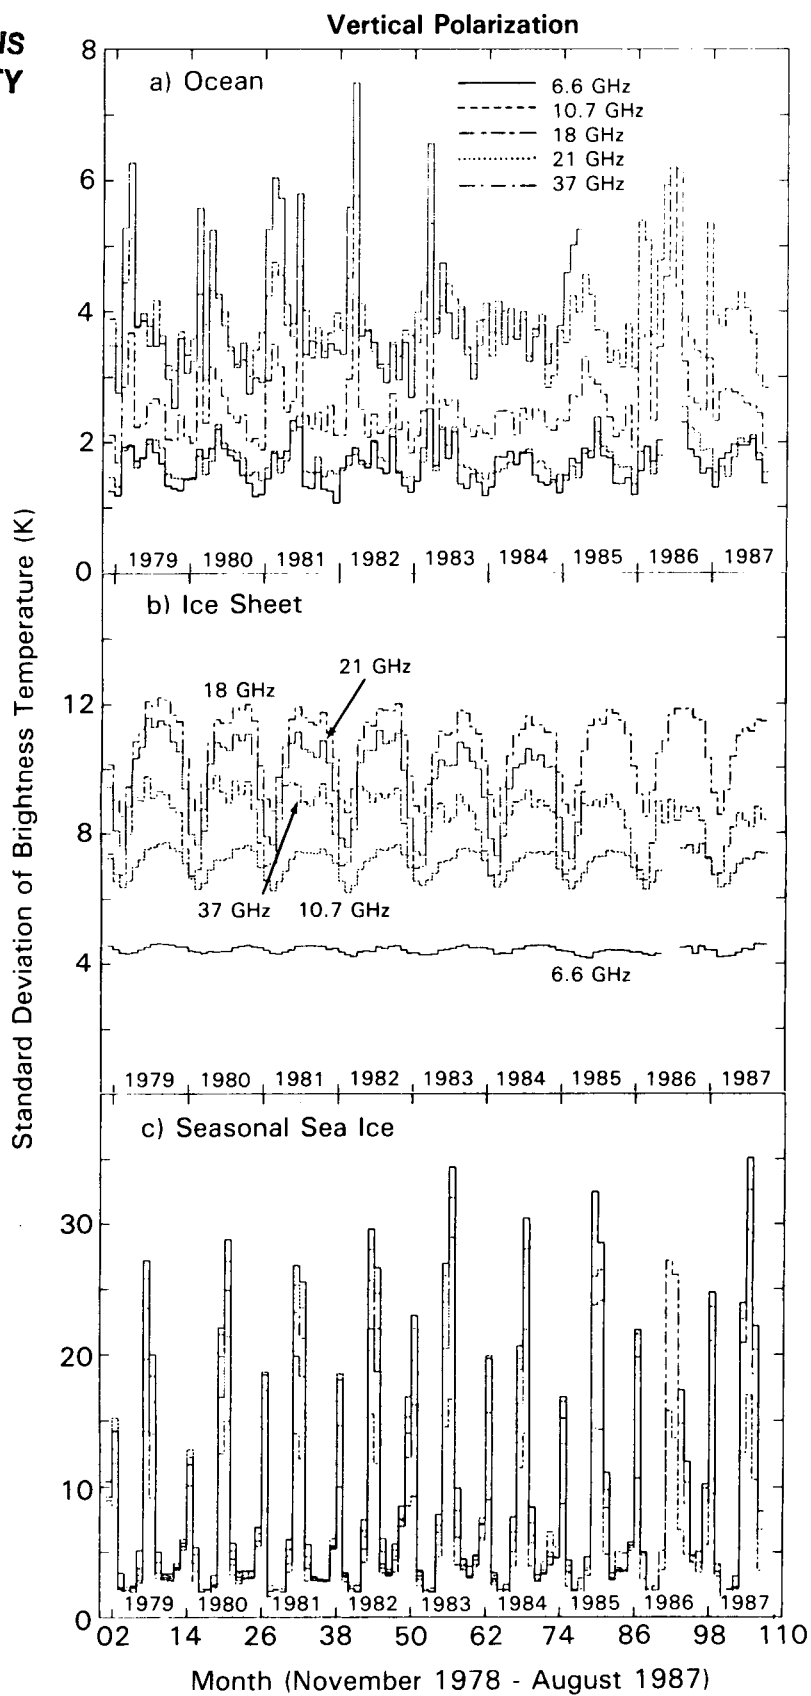 Vertical Polarization
a) Ocean
6.6 GHz
10.7 GHz
18 GHz
21 GHz
37 GHz
8
6
4
2
0
1979 1980 1981 1982 1983 1984 1985 1986 1987
b) Ice Sheet
21 GHz
18 GHz
12
8
37 GHz 10.7 GHz
4
6.6 GHz
1979 1980 1981 1982 1983 1984 1985 1986 1987
c) Seasonal Sea Ice
30
20
10
0
1979 1980 1981 1982 1983 1984 1985 1986 1987
02 14 26 38 50 62 74 86 98 110
Month (November 1978 - August 1987)
Standard Deviation of Brightness Temperature (K)